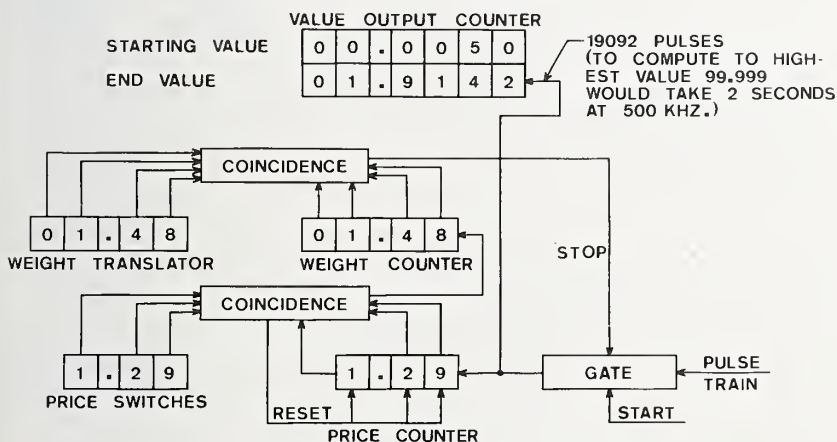 VALUE OUTPUT COUNTER
STARTING VALUE 0 0 . 0 0 5 0
END VALUE 0 1 . 9 1 4 2
19092 PULSES
(TO COMPUTE TO HIGH-
EST VALUE 99.999
WOULD TAKE 2 SECONDS
AT 500 KHZ.)
COINCIDENCE
0 1 . 4 8
WEIGHT TRANSLATOR
0 1 . 4 8
WEIGHT COUNTER
STOP
COINCIDENCE
1 . 2 9
PRICE SWITCHES
RESET
1 . 2 9
PRICE COUNTER
GATE
PULSE
TRAIN
START